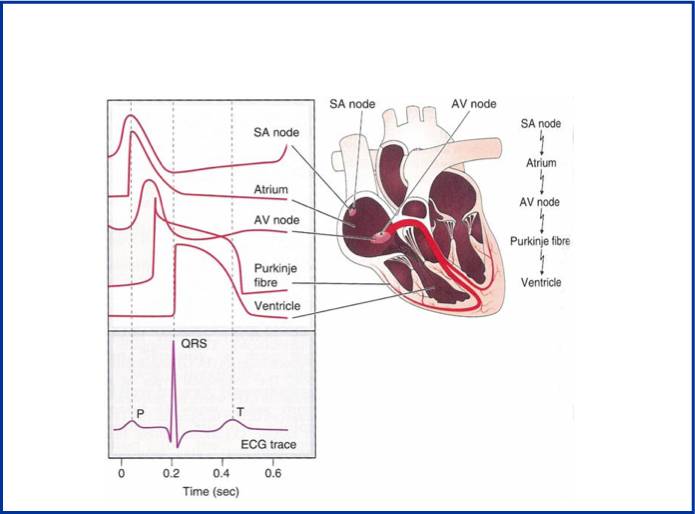 SA node
Atrium
AV node
Purkinje
fibre
Ventricle
QRS
P
T
ECG trace
0 0.2 0.4 0.6
Time (sec)
SA node
AV node
SA node
Atrium
AV node
Purkinje fibre
Ventricle